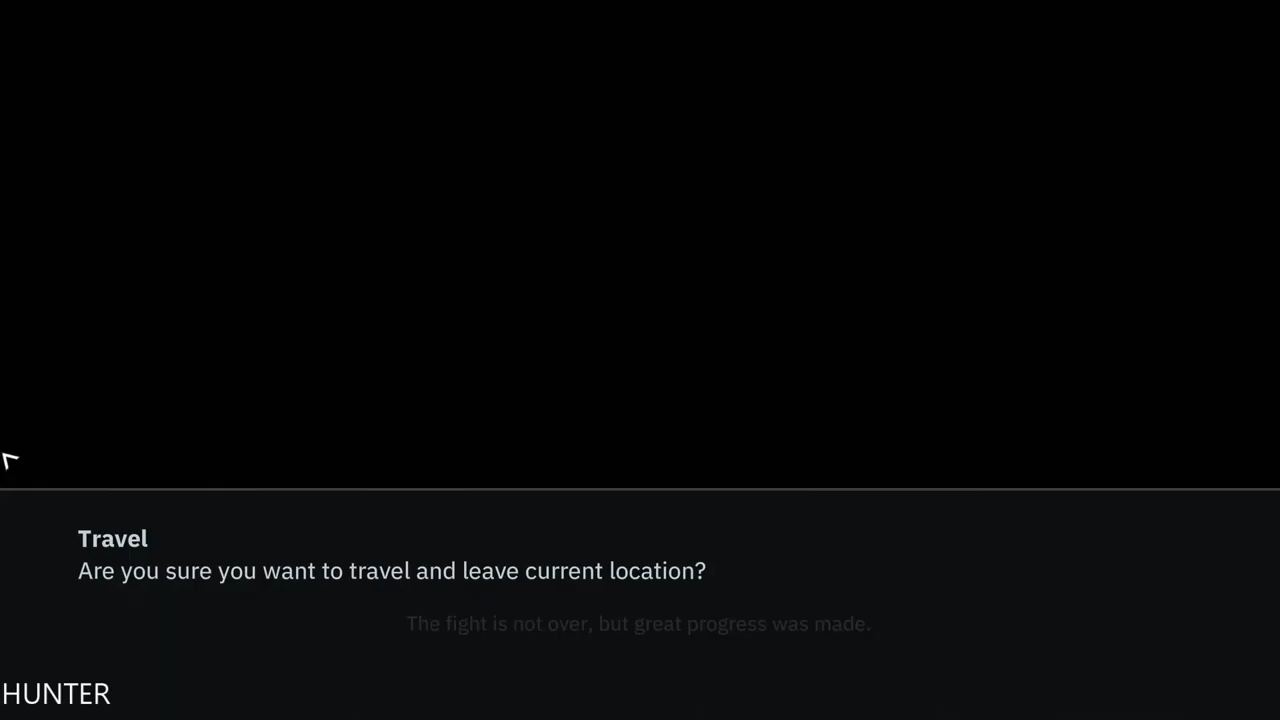 Travel
Are you sure you want to travel and leave current location?
The fight is not over, but great progress was made.
HUNTER